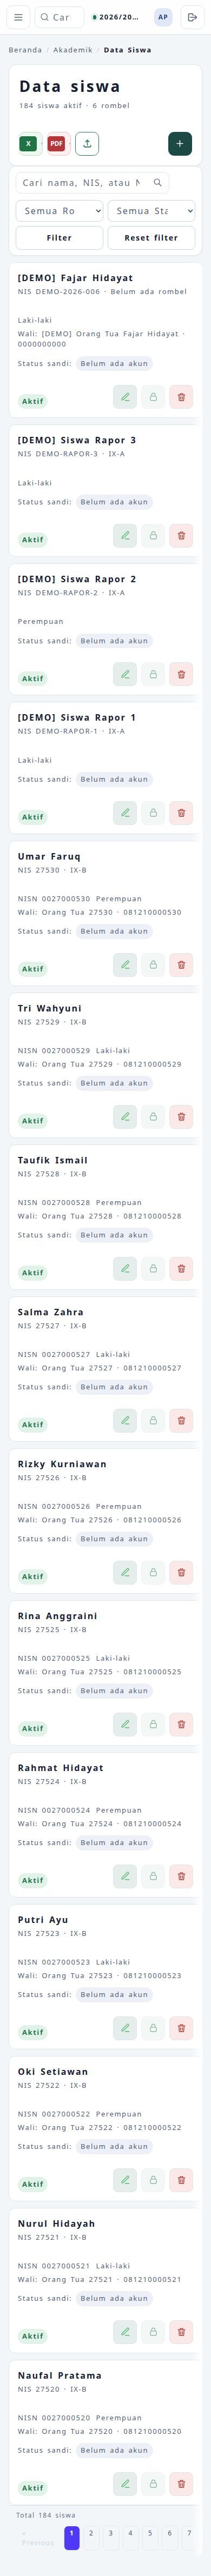 Car
2026/20...
AP
Beranda / Akademik / Data Siswa
Data siswa
184 siswa aktif · 6 rombel
X
PDF
+
Cari nama, NIS, atau N
Semua Ro
Semua Sta
Filter
Reset filter
[DEMO] Fajar Hidayat
NIS DEMO-2026-006 · Belum ada rombel
Laki-laki
Wali: [DEMO] Orang Tua Fajar Hidayat ·
0000000000
Status sandi: Belum ada akun
Aktif
[DEMO] Siswa Rapor 3
NIS DEMO-RAPOR-3 · IX-A
Laki-laki
Status sandi: Belum ada akun
Aktif
[DEMO] Siswa Rapor 2
NIS DEMO-RAPOR-2 · IX-A
Perempuan
Status sandi: Belum ada akun
Aktif
[DEMO] Siswa Rapor 1
NIS DEMO-RAPOR-1 · IX-A
Laki-laki
Status sandi: Belum ada akun
Aktif
Umar Faruq
NIS 27530 · IX-B
NISN 0027000530 Perempuan
Wali: Orang Tua 27530 · 081210000530
Status sandi: Belum ada akun
Aktif
Tri Wahyuni
NIS 27529 · IX-B
NISN 0027000529 Laki-laki
Wali: Orang Tua 27529 · 081210000529
Status sandi: Belum ada akun
Aktif
Taufik Ismail
NIS 27528 · IX-B
NISN 0027000528 Perempuan
Wali: Orang Tua 27528 · 081210000528
Status sandi: Belum ada akun
Aktif
Salma Zahra
NIS 27527 · IX-B
NISN 0027000527 Laki-laki
Wali: Orang Tua 27527 · 081210000527
Status sandi: Belum ada akun
Aktif
Rizky Kurniawan
NIS 27526 · IX-B
NISN 0027000526 Perempuan
Wali: Orang Tua 27526 · 081210000526
Status sandi: Belum ada akun
Aktif
Rina Anggraini
NIS 27525 · IX-B
NISN 0027000525 Laki-laki
Wali: Orang Tua 27525 · 081210000525
Status sandi: Belum ada akun
Aktif
Rahmat Hidayat
NIS 27524 · IX-B
NISN 0027000524 Perempuan
Wali: Orang Tua 27524 · 081210000524
Status sandi: Belum ada akun
Aktif
Putri Ayu
NIS 27523 · IX-B
NISN 0027000523 Laki-laki
Wali: Orang Tua 27523 · 081210000523
Status sandi: Belum ada akun
Aktif
Oki Setiawan
NIS 27522 · IX-B
NISN 0027000522 Perempuan
Wali: Orang Tua 27522 · 081210000522
Status sandi: Belum ada akun
Aktif
Nurul Hidayah
NIS 27521 · IX-B
NISN 0027000521 Laki-laki
Wali: Orang Tua 27521 · 081210000521
Status sandi: Belum ada akun
Aktif
Naufal Pratama
NIS 27520 · IX-B
NISN 0027000520 Perempuan
Wali: Orang Tua 27520 · 081210000520
Status sandi: Belum ada akun
Aktif
Total 184 siswa
« Previous 1 2 3 4 5 6 7